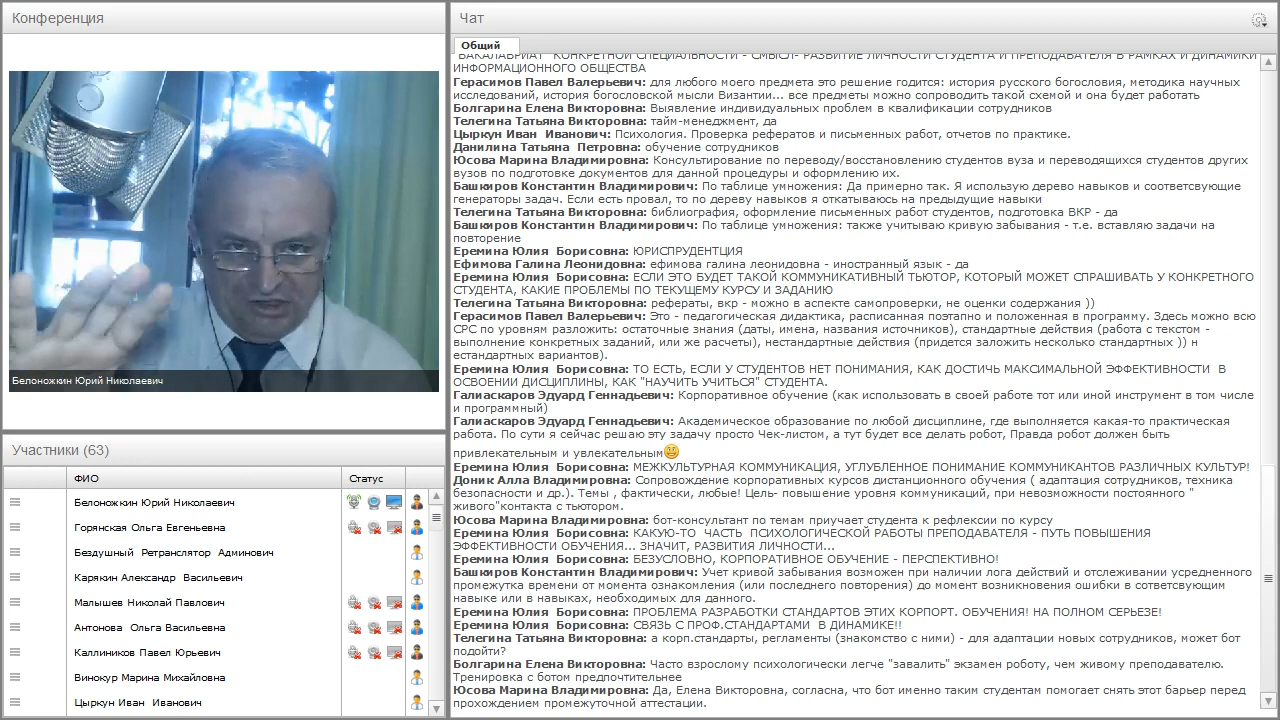 Конференция
Белоножкин Юрий Николаевич
Участники (63)
ФИО
Статус
Белоножкин Юрий Николаевич
Горянская Ольга Евгеньевна
Бездушный Ретранслятор Админович
Карякин Александр Васильевич
Малышев Николай Павлович
Антонова Ольга Васильевна
Каллиников Павел Юрьевич
Винокур Марина Михайловна
Цыркун Иван Иванович
Чат
Общий
БАКАЛАВРИАТ КОНКРЕТНОЙ СПЕЦИАЛЬНОСТИ - СМЫСЛ- РАЗВИТИЕ ЛИЧНОСТИ СТУДЕНТА И ПРЕПОДАВАТЕЛЯ В РАМКАХ И ДИНАМИКИ
ИНФОРМАЦИОННОГО ОБЩЕСТВА
Герасимов Павел Валерьевич: для любого моего предмета это решение годится: история русского богословия, методика научных
исследований, история богословской мысли Византии... все предметы можно сопроводить такой схемой и она будет работать
Болгарина Елена Викторовна: Выявление индивидуальных проблем в квалификации сотрудников
Телегина Татьяна Викторовна: тайм-менеджмент, да
Цыркун Иван Иванович: Психология. Проверка рефератов и письменных работ, отчетов по практике.
Данилина Татьяна Петровна: обучение сотрудников
Юсова Марина Владимировна: Консультирование по переводу/восстановлению студентов вуза и переводящихся студентов других
вузов по подготовке документов для данной процедуры и оформлению их.
Башкиров Константин Владимирович: По таблице умножения: Да примерно так. Я использую дерево навыков и соответсвующие
генераторы задач. Если есть провал, то по дереву навыков я откатываюсь на предыдущие навыки
Телегина Татьяна Викторовна: библиография, оформление письменных работ студентов, подготовка ВКР - да
Башкиров Константин Владимирович: По таблице умножения: также учитываю кривую забывания - т.е. вставляю задачи на
повторение
Еремина Юлия Борисовна: ЮРИСПРУДЕНТЦИЯ
Ефимова Галина Леонидовна: ефимова галина леонидовна - иностранный язык - да
Еремина Юлия Борисовна: ЕСЛИ ЭТО БУДЕТ ТАКОЙ КОММУНИКАТИВНЫЙ ТЬЮТОР, КОТОРЫЙ МОЖЕТ СПРАШИВАТЬ У КОНКРЕТНОГО
СТУДЕНТА, КАКИЕ ПРОБЛЕМЫ ПО ТЕКУЩЕМУ КУРСУ И ЗАДАНИЮ
Телегина Татьяна Викторовна: рефераты, вкр - можно в аспекте самопроверки, не оценки содержания ))
Герасимов Павел Валерьевич: Это - педагогическая дидактика, расписанная поэтапно и положенная в программу. Здесь можно всю
СРС по уровням разложить: остаточные знания (даты, имена, названия источников), стандартные действия (работа с текстом -
выполнение конкретных заданий, или же расчеты), нестандартные действия (придется заложить несколько стандартных )) н
естандартных вариантов).
Еремина Юлия Борисовна: ТО ЕСТЬ, ЕСЛИ У СТУДЕНТОВ НЕТ ПОНИМАНИЯ, КАК ДОСТИЧЬ МАКСИМАЛЬНОЙ ЭФФЕКТИВНОСТИ В
ОСВОЕНИИ ДИСЦИПЛИНЫ, КАК "НАУЧИТЬ УЧИТЬСЯ" СТУДЕНТА.
Галиаскаров Эдуард Геннадьевич: Корпоративное обучение (как использовать в своей работе тот или иной инструмент в том числе
и программный)
Галиаскаров Эдуард Геннадьевич: Академическое образование по любой дисциплине, где выполняется какая-то практическая
работа. По сути я сейчас решаю эту задачу просто Чек-листом, а тут будет все делать робот, Правда робот должен быть
привлекательным и увлекательным
Еремина Юлия Борисовна: МЕЖКУЛЬТУРНАЯ КОММУНИКАЦИЯ, УГЛУБЛЕННОЕ ПОНИМАНИЕ КОММУНИКАНТОВ РАЗЛИЧНЫХ КУЛЬТУР!
Доник Алла Владимировна: Сопровождение корпоративных курсов дистанционного обучения ( адаптация сотрудников, техника
безопасности и др.). Темы , фактически, любые! Цель- повышение уровня коммуникаций, при невозможности постоянного "
живого"контакта с тьютором.
Юсова Марина Владимировна: бот-консультант по темам приучает студента к рефлексии по курсу
Еремина Юлия Борисовна: КАКУЮ-ТО ЧАСТЬ ПСИХОЛОГИЧЕСКОЙ РАБОТЫ ПРЕПОДАВАТЕЛЯ - ПУТЬ ПОВЫШЕНИЯ
ЭФФЕКТИВНОСТИ ОБУЧЕНИЯ... ЗНАЧИТ, РАЗВИТИЯ ЛИЧНОСТИ...
Еремина Юлия Борисовна: БЕЗУСЛОВНО, КОРПОРАТИВНОЕ ОБУЧЕНИЕ - ПЕРСПЕКТИВНО!
Башкиров Константин Владимирович: Учет кривой забывания возможен при наличии лога действий и отслеживании усредненного
промежутка времени от момента ознакомления (или последнего повторения) до момент возникновения ошибки в сответсвующим
навыке или в навыках, необходимых для данного.
Еремина Юлия Борисовна: ПРОБЛЕМА РАЗРАБОТКИ СТАНДАРТОВ ЭТИХ КОРПОРТ. ОБУЧЕНИЯ! НА ПОЛНОМ СЕРЬЕЗЕ!
Еремина Юлия Борисовна: СВЯЗЬ С ПРОФ.СТАНДАРТАМИ В ДИНАМИКЕ!!
Телегина Татьяна Викторовна: а корп.стандарты, регламенты (знакомство с ними) - для адаптации новых сотрудников, может бот
подойти?
Болгарина Елена Викторовна: Часто взрослому психологически легче "завалить" экзамен роботу, чем живому преподавателю.
Тренировка с ботом предпочтительнее
Юсова Марина Владимировна: Да, Елена Викторовна, согласна, что бот именно таким студентам помогает снять этот барьер перед
прохождением промежуточной аттестации.